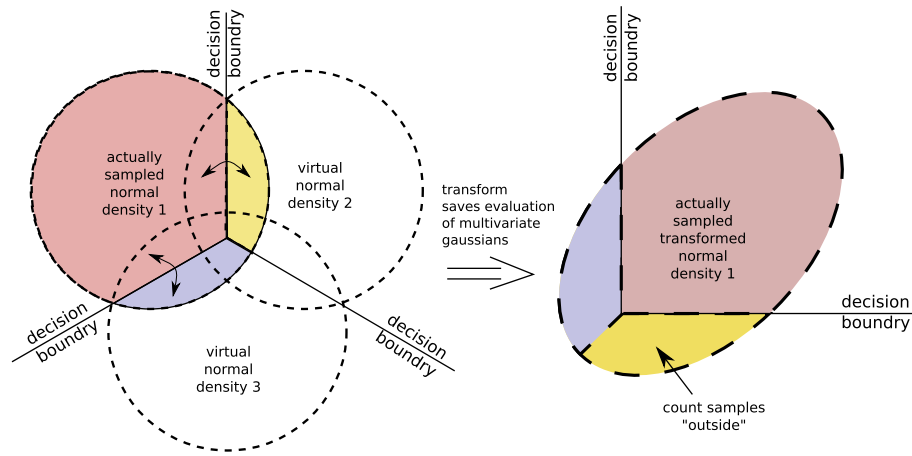 decision
boundry
actually
sampled
normal
density 1
virtual
normal
density 2
decision
boundry
virtual
normal
density 3
decision
boundry
transform
saves evaluation
of multivariate
gaussians
decision
boundry
actually
sampled
transformed
normal
density 1
decision
boundry
count samples
"outside"